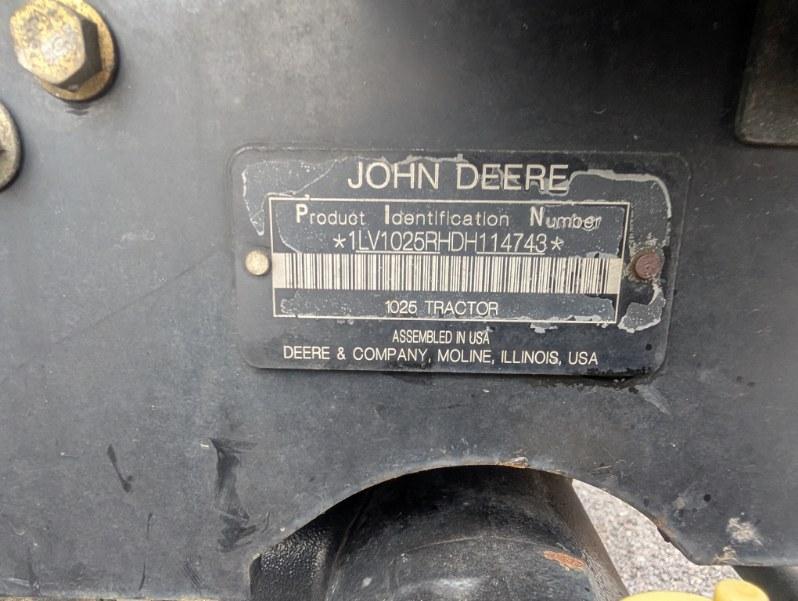 JOHN DEERE
Product Identification Number
*1LV1025RHDH114743*
1025 TRACTOR
ASSEMBLED IN USA
DEERE & COMPANY, MOLINE, ILLINOIS, USA